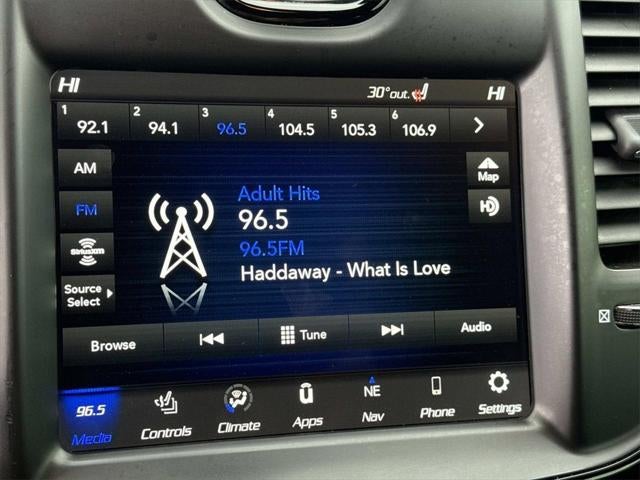 HI 30°out. HI
1 92.1 2 94.1 3 96.5 4 104.5 5 105.3 6 106.9
AM
Map
Adult Hits
FM
96.5
HD
96.5FM
SiriusXM
Haddaway - What Is Love
Source
Select
Browse Tune Audio
96.5 NE
Media Controls Climate Apps Nav Phone Settings